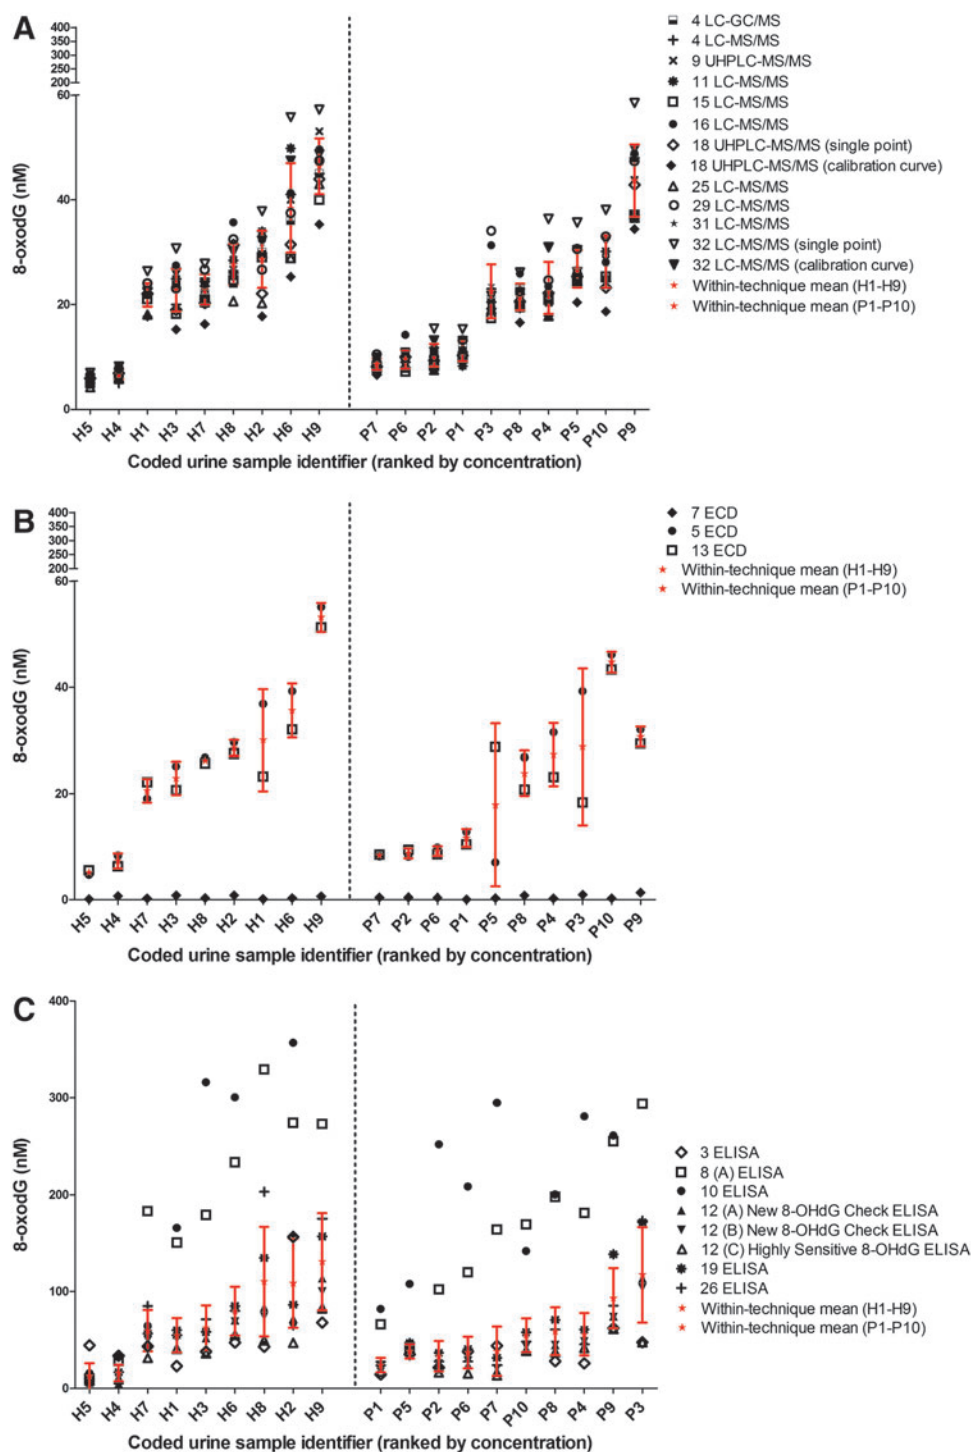 A
400
350
300
250
200
60
40
20
0
8-oxodG (nM)
H5 H4 H1 H3 H7 H8 H2 H6 H9 P7 P6 P2 P1 P3 P8 P4 P5 P10 P9
Coded urine sample identifier (ranked by concentration)
4 LC-GC/MS
4 LC-MS/MS
9 UHPLC-MS/MS
11 LC-MS/MS
15 LC-MS/MS
16 LC-MS/MS
18 UHPLC-MS/MS (single point)
18 UHPLC-MS/MS (calibration curve)
25 LC-MS/MS
29 LC-MS/MS
31 LC-MS/MS
32 LC-MS/MS (single point)
32 LC-MS/MS (calibration curve)
Within-technique mean (H1-H9)
Within-technique mean (P1-P10)
B
400
350
300
250
200
60
40
20
0
8-oxodG (nM)
H5 H4 H7 H3 H8 H2 H1 H6 H9 P7 P2 P6 P1 P5 P8 P4 P3 P10 P9
Coded urine sample identifier (ranked by concentration)
7 ECD
5 ECD
13 ECD
Within-technique mean (H1-H9)
Within-technique mean (P1-P10)
C
400
300
200
100
0
8-oxodG (nM)
H5 H4 H7 H1 H3 H6 H8 H2 H9 P1 P5 P2 P6 P7 P10 P8 P4 P9 P3
Coded urine sample identifier (ranked by concentration)
3 ELISA
8 (A) ELISA
10 ELISA
12 (A) New 8-OHdG Check ELISA
12 (B) New 8-OHdG Check ELISA
12 (C) Highly Sensitive 8-OHdG ELISA
19 ELISA
26 ELISA
Within-technique mean (H1-H9)
Within-technique mean (P1-P10)